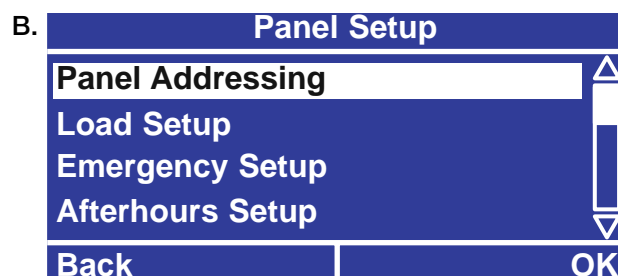 B. Panel Setup
Panel Addressing
Load Setup
Emergency Setup
Afterhours Setup
Back OK